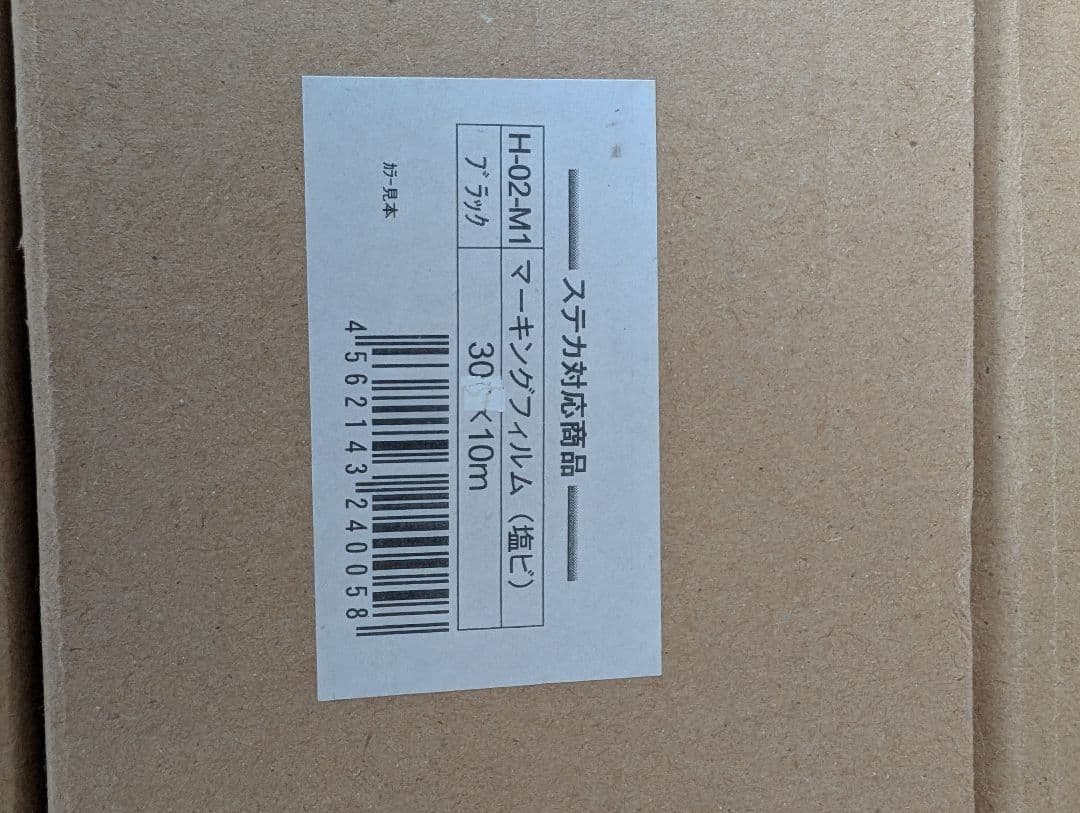 ステカ対応商品
H-02-M1 マーキングフィルム（塩ビ）
ﾌﾞﾗｯｸ 30 ×10m
ｶﾗｰ見本
4562143240058